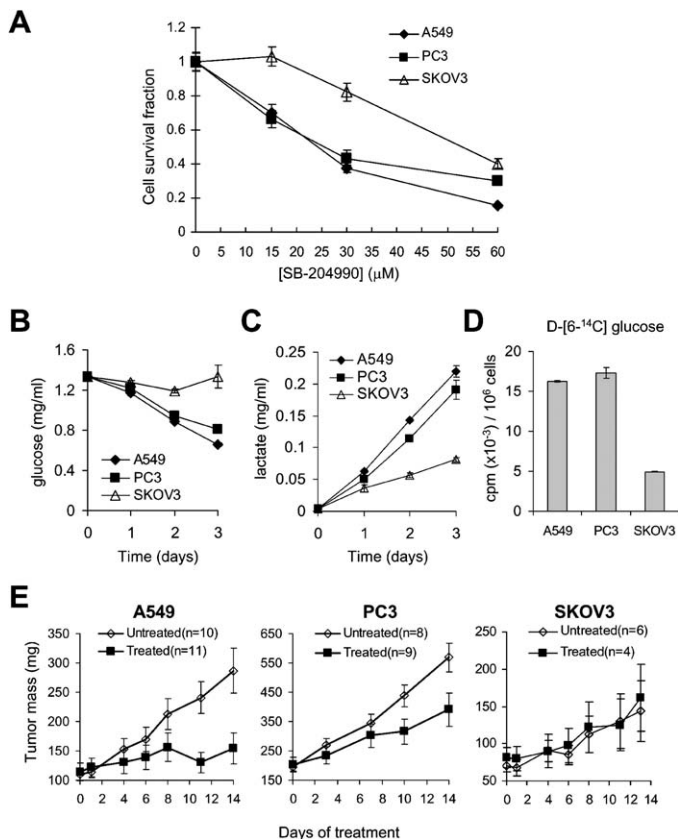 A
A549
PC3
SKOV3
Cell survival fraction
1.2
1
0.8
0.6
0.4
0.2
0
0 5 10 15 20 25 30 35 40 45 50 55 60
[SB-204990] (μM)
B
glucose (mg/ml)
1.6
1.2
0.8
0.4
0
A549
PC3
SKOV3
0 1 2 3
Time (days)
C
lactate (mg/ml)
0.25
0.2
0.15
0.1
0.05
0
A549
PC3
SKOV3
0 1 2 3
Time (days)
D
D-[6-¹⁴C] glucose
cpm (x10⁻³) / 10⁶ cells
20
15
10
5
0
A549 PC3 SKOV3
E
A549
Untreated(n=10)
Treated(n=11)
Tumor mass (mg)
350
300
250
200
150
100
0 2 4 6 8 10 12 14
PC3
Untreated(n=8)
Treated(n=9)
650
550
450
350
250
150
0 2 4 6 8 10 12 14
SKOV3
Untreated(n=6)
Treated(n=4)
250
200
150
100
50
0 2 4 6 8 10 12 14
Days of treatment